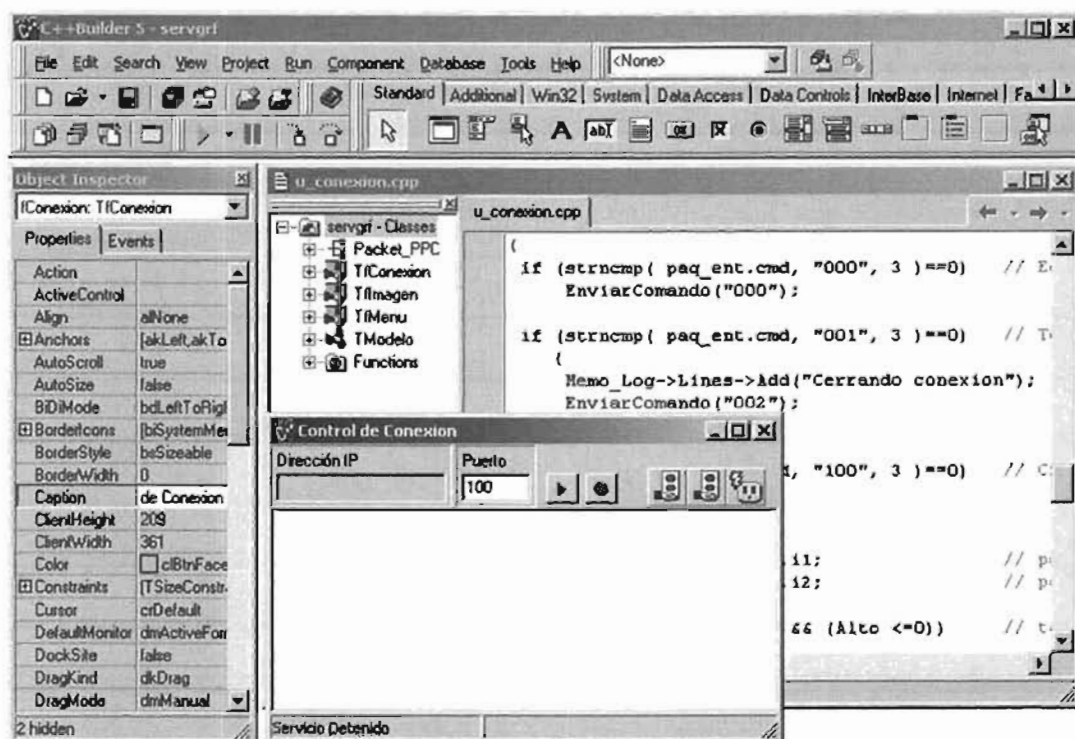 C++Builder 5 - servgrf
File Edit Search View Project Run Component Database Tools Help <None>
Standard Additional Win32 System Data Access Data Controls InterBase Internet Fa
A ab| OK
Object Inspector
fConexion: TfConexion
Properties Events
Action
ActiveControl
Align alNone
Anchors [akLeft,akTo
AutoScroll true
AutoSize false
BiDiMode bdLeftToRigl
BorderIcons [biSystemMe
BorderStyle bsSizeable
BorderWidth 0
Caption de Conexion
ClientHeight 209
ClientWidth 361
Color clBtnFace
Constraints [TSizeConstr
Cursor crDefault
DefaultMonitor dmActiveFor
DockSite false
DragKind dkDrag
DragMode dmManual
2 hidden
u_conexion.cpp
servgrf - Classes
Packet_PPC
TfConexion
TfImagen
TfMenu
TModelo
Functions
u_conexion.cpp
{
if (strncmp( paq_ent.cmd, "000", 3 )==0) // E
EnviarComando("000");
if (strncmp( paq_ent.cmd, "001", 3 )==0) // T
{
Memo_Log->Lines->Add("Cerrando conexion");
EnviarComando("002");
, "100", 3 )==0) // C
.i1; // p
.i2; // p
&& (Alto <=0)) // t
Control de Conexion
Dirección IP Puerto
100
Servicio Detenido